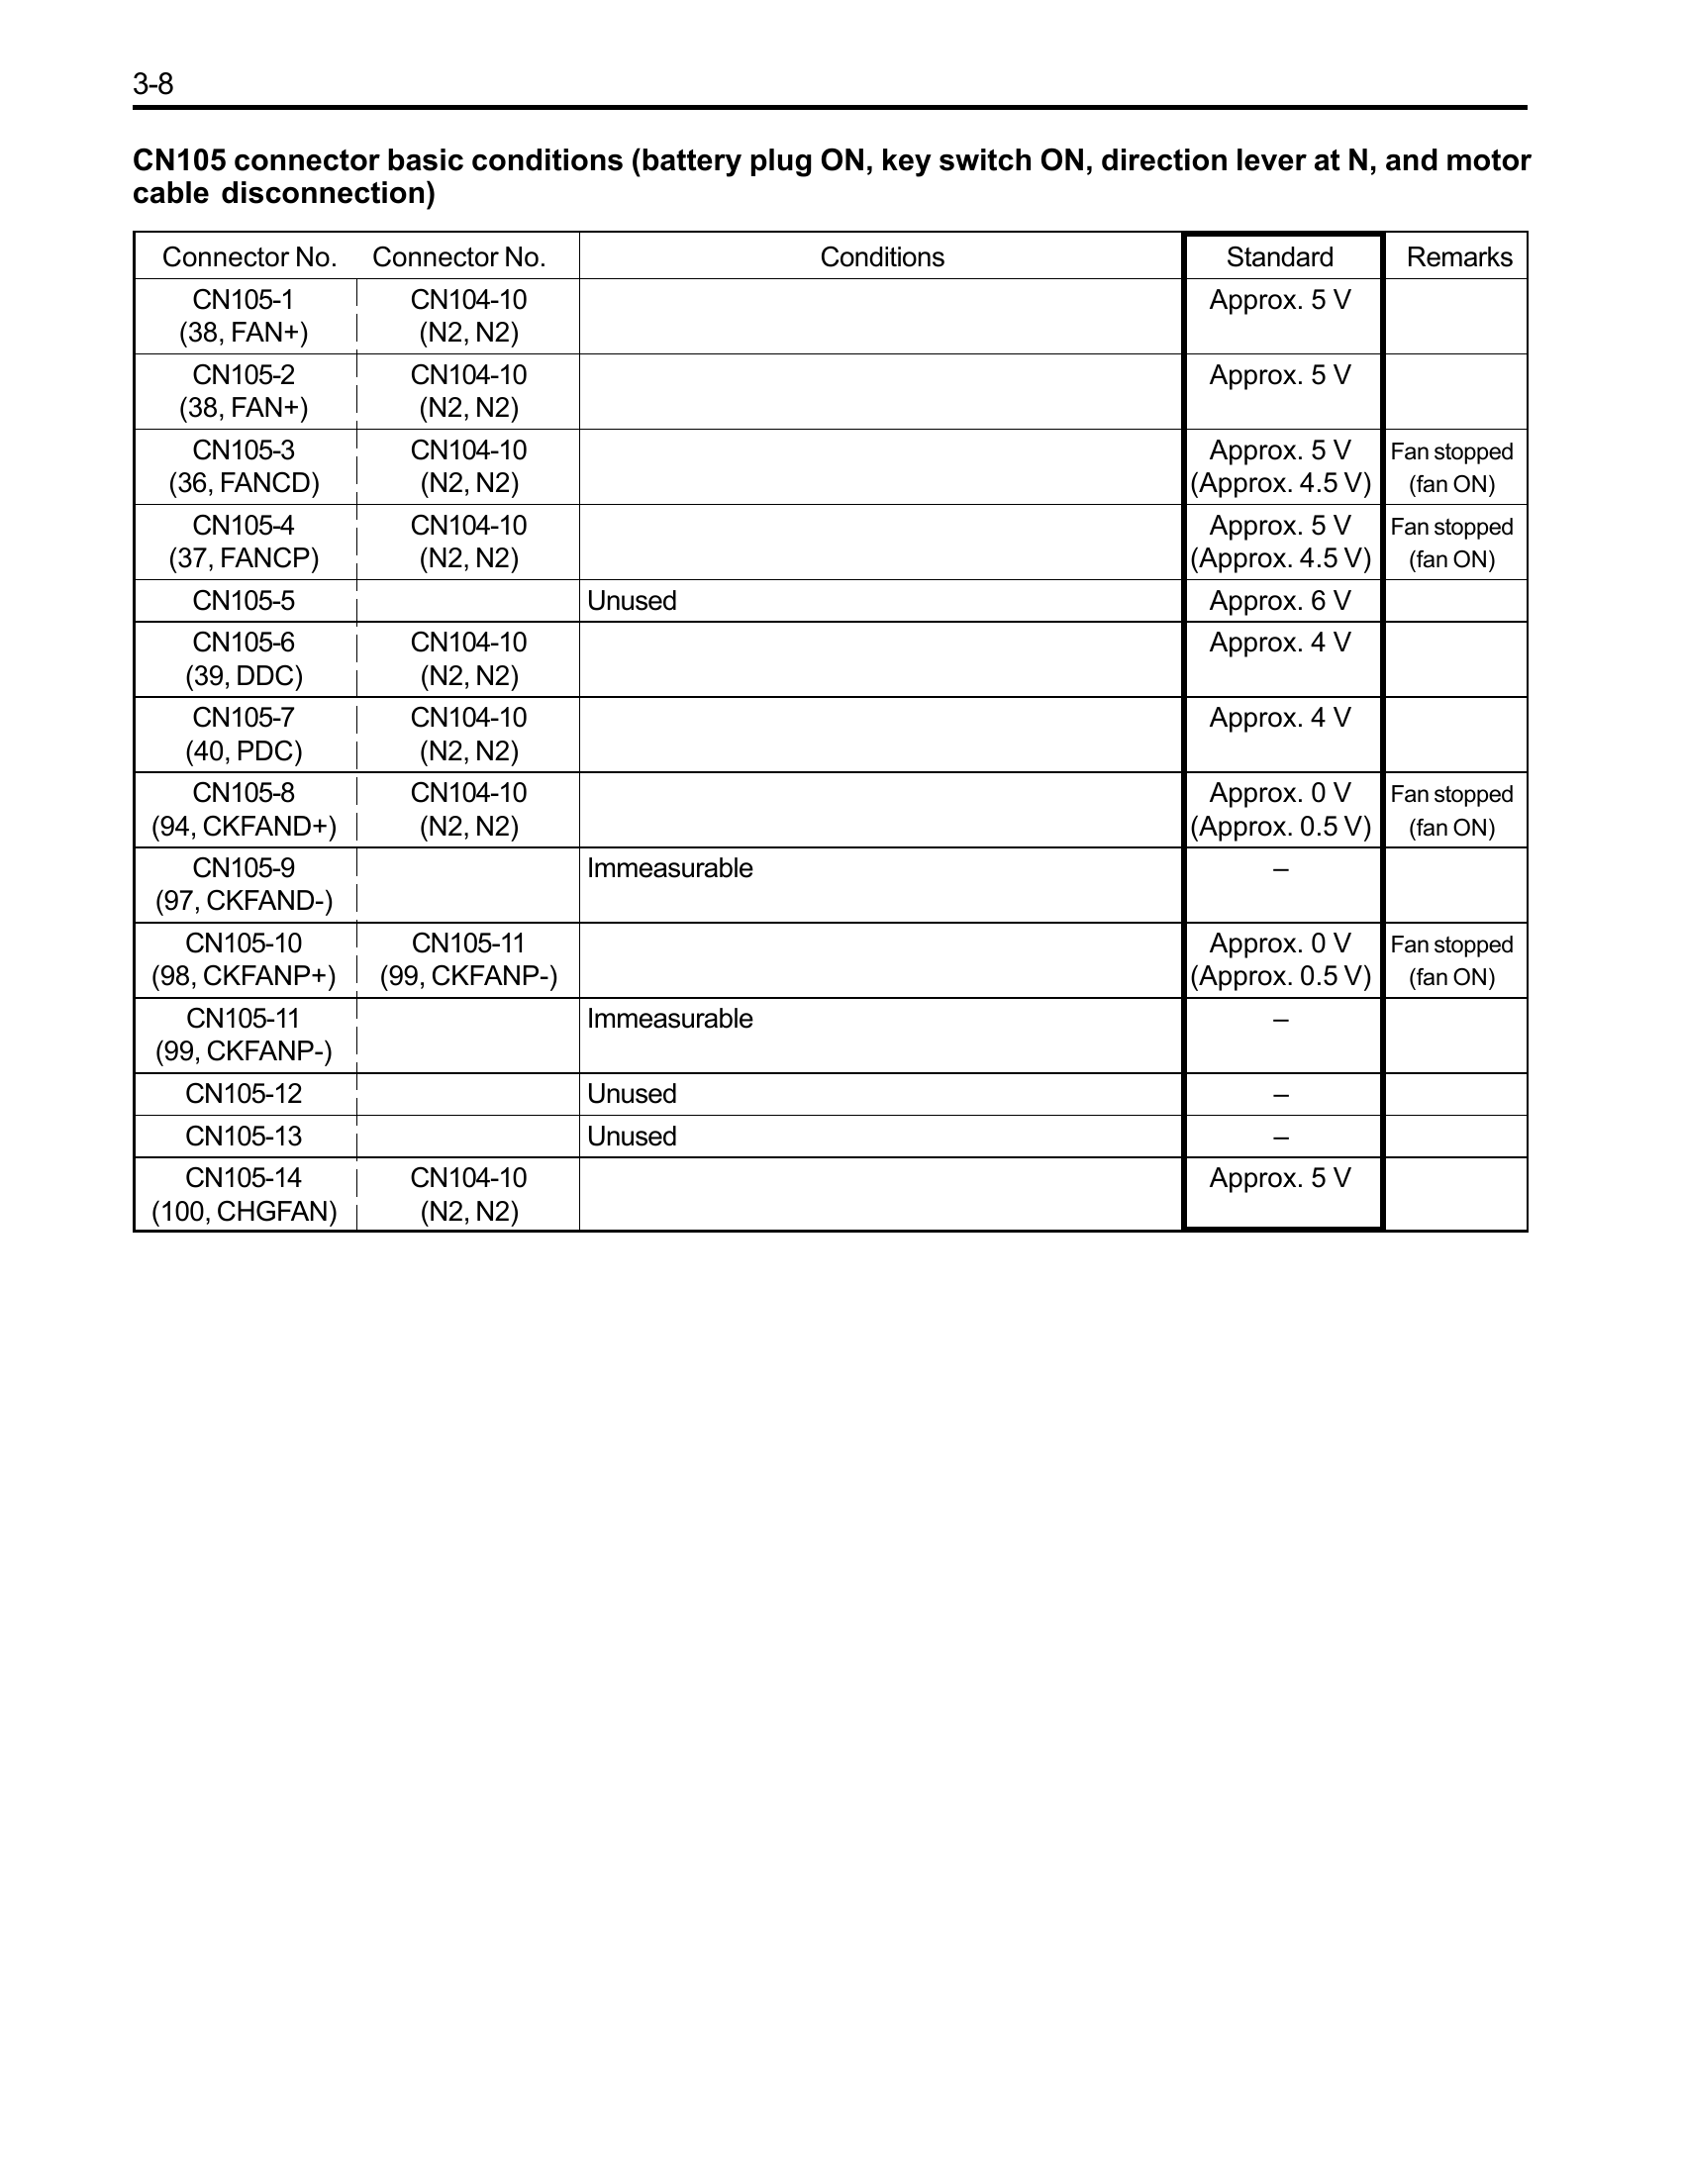 3-8
CN105 connector basic conditions (battery plug ON, key switch ON, direction lever at N, and motor
cable disconnection)
Connector No. Connector No. Conditions Standard Remarks
CN105-1 CN104-10 Approx. 5 V
(38, FAN+) (N2, N2)
CN105-2 CN104-10 Approx. 5 V
(38, FAN+) (N2, N2)
CN105-3 CN104-10 Approx. 5 V Fan stopped
(36, FANCD) (N2, N2) (Approx. 4.5 V) (fan ON)
CN105-4 CN104-10 Approx. 5 V Fan stopped
(37, FANCP) (N2, N2) (Approx. 4.5 V) (fan ON)
CN105-5 Unused Approx. 6 V
CN105-6 CN104-10 Approx. 4 V
(39, DDC) (N2, N2)
CN105-7 CN104-10 Approx. 4 V
(40, PDC) (N2, N2)
CN105-8 CN104-10 Approx. 0 V Fan stopped
(94, CKFAND+) (N2, N2) (Approx. 0.5 V) (fan ON)
CN105-9 Immeasurable –
(97, CKFAND-)
CN105-10 CN105-11 Approx. 0 V Fan stopped
(98, CKFANP+) (99, CKFANP-) (Approx. 0.5 V) (fan ON)
CN105-11 Immeasurable –
(99, CKFANP-)
CN105-12 Unused –
CN105-13 Unused –
CN105-14 CN104-10 Approx. 5 V
(100, CHGFAN) (N2, N2)